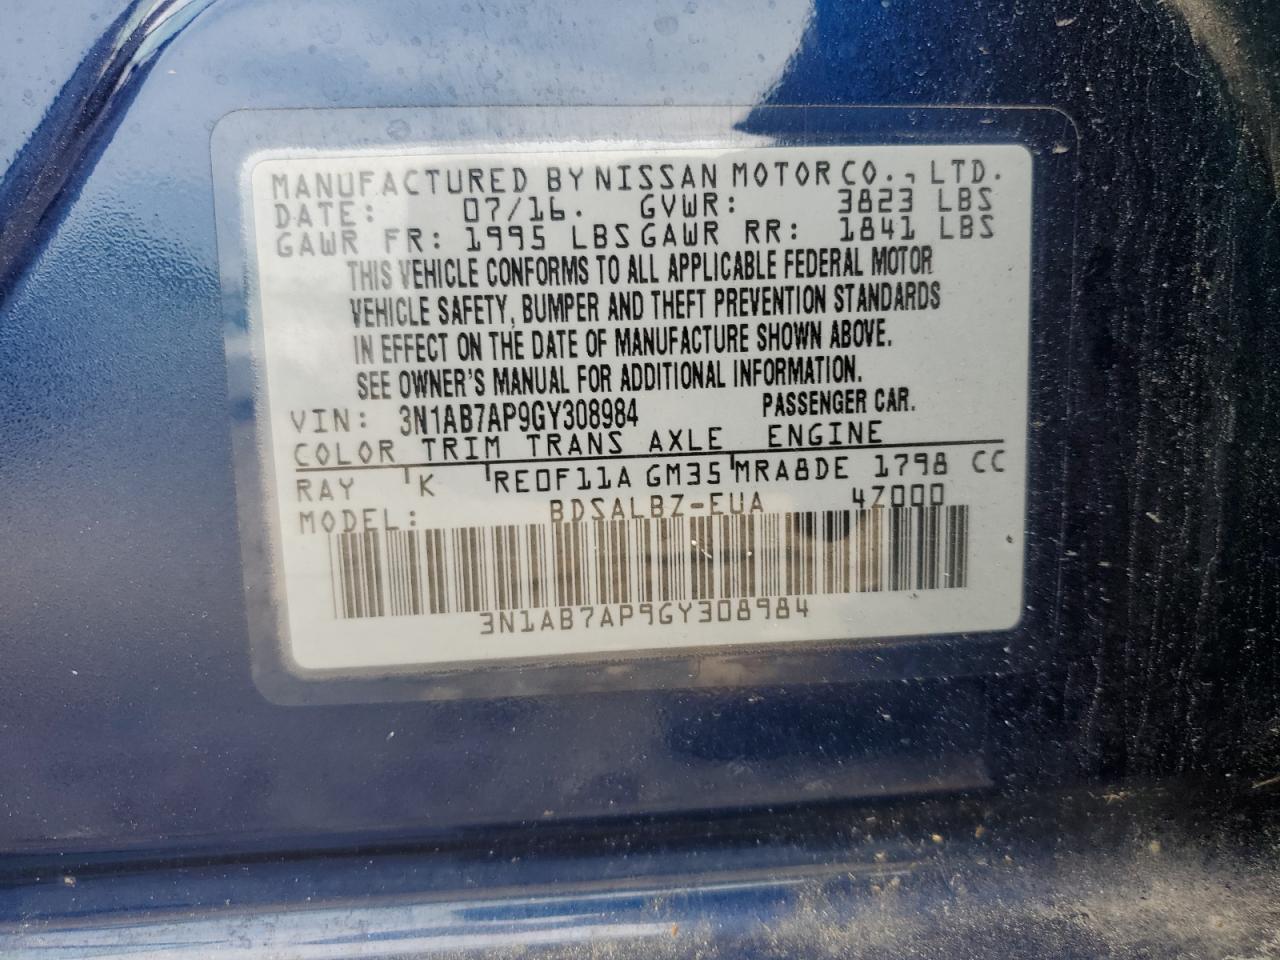 MANUFACTURED BY NISSAN MOTOR CO., LTD.
DATE: 07/16. GVWR: 3823 LBS
GAWR FR: 1995 LBS GAWR RR: 1841 LBS
THIS VEHICLE CONFORMS TO ALL APPLICABLE FEDERAL MOTOR
VEHICLE SAFETY, BUMPER AND THEFT PREVENTION STANDARDS
IN EFFECT ON THE DATE OF MANUFACTURE SHOWN ABOVE.
SEE OWNER'S MANUAL FOR ADDITIONAL INFORMATION.
VIN: 3N1AB7AP9GY308984 PASSENGER CAR.
COLOR TRIM TRANS AXLE ENGINE
RAY K RE0F11A GM35 MRA8DE 1798 CC
MODEL: BDSALBZ-EUA 4Z000
3N1AB7AP9GY308984